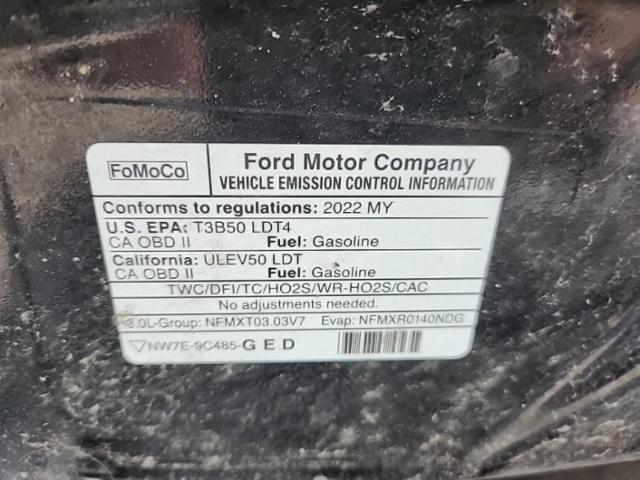 FoMoCo
Ford Motor Company
VEHICLE EMISSION CONTROL INFORMATION
Conforms to regulations: 2022 MY
U.S. EPA: T3B50 LDT4
CA OBD II Fuel: Gasoline
California: ULEV50 LDT
CA OBD II Fuel: Gasoline
TWC/DFI/TC/HO2S/WR-HO2S/CAC
No adjustments needed.
3.0L-Group: NFMXT03.03V7 Evap: NFMXR0140NDG
NW7E-9C485-GED